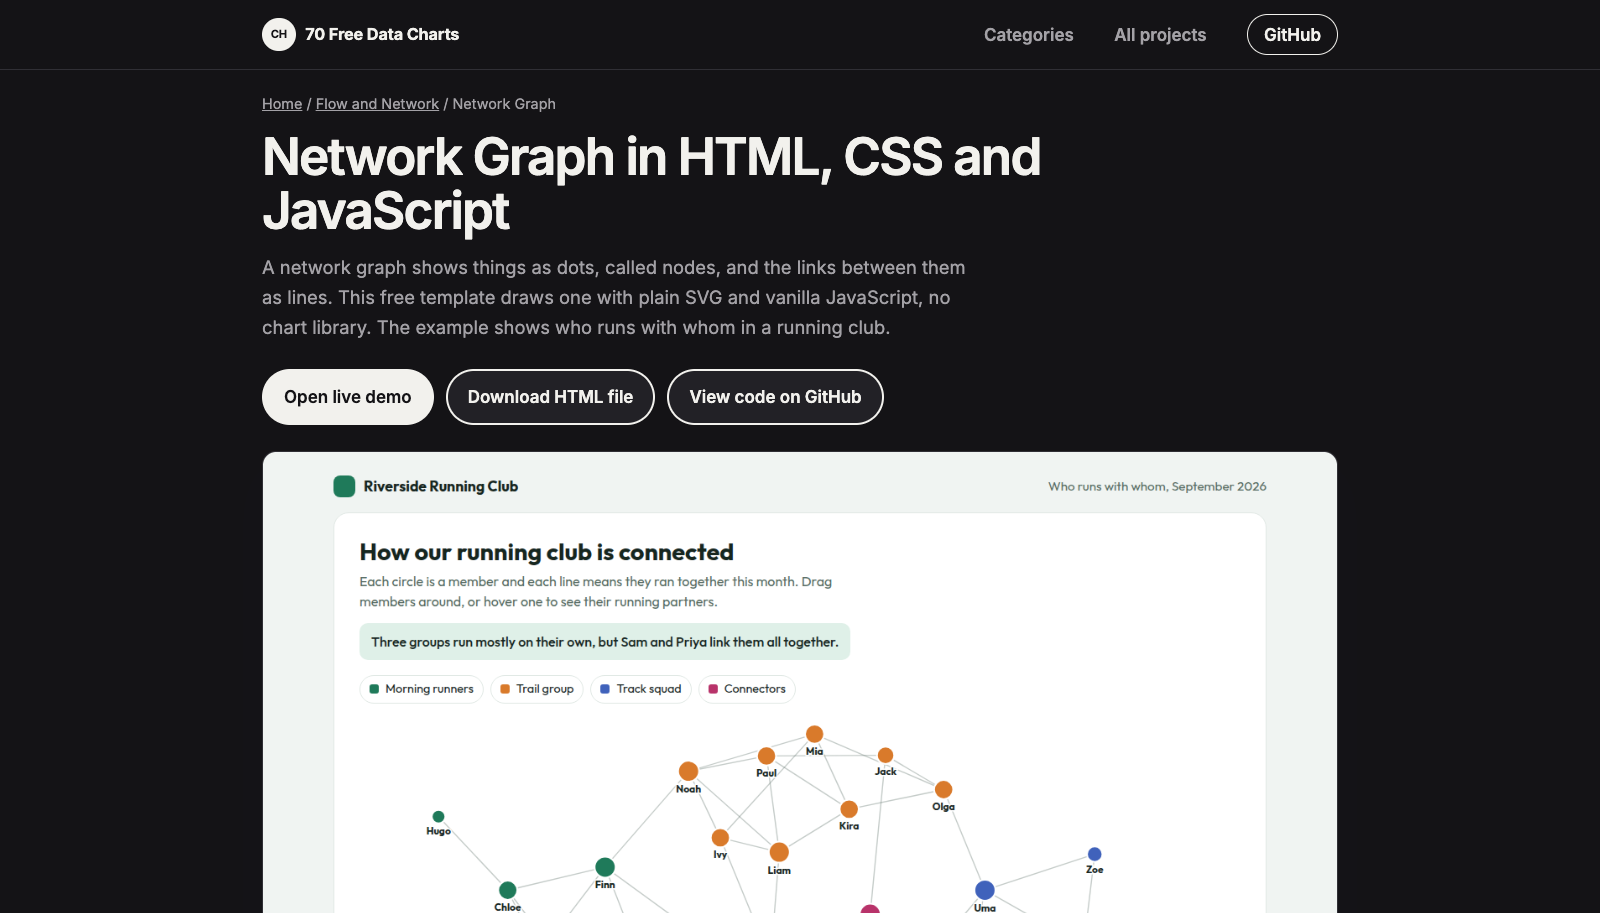 CH 70 Free Data Charts
Categories All projects GitHub
Home / Flow and Network / Network Graph
Network Graph in HTML, CSS and
JavaScript
A network graph shows things as dots, called nodes, and the links between them
as lines. This free template draws one with plain SVG and vanilla JavaScript, no
chart library. The example shows who runs with whom in a running club.
Open live demo Download HTML file View code on GitHub
Riverside Running Club
Who runs with whom, September 2026
How our running club is connected
Each circle is a member and each line means they ran together this month. Drag
members around, or hover one to see their running partners.
Three groups run mostly on their own, but Sam and Priya link them all together.
Morning runners Trail group Track squad Connectors
Mia
Paul
Jack
Noah
Olga
Kira
Hugo
Ivy
Liam
Zoe
Finn
Chloe
Uma